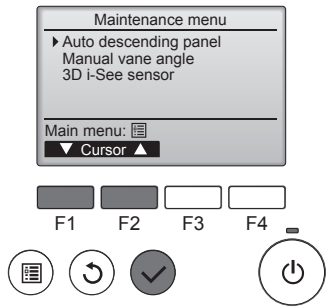 Maintenance menu
Auto descending panel
Manual vane angle
3D i-See sensor
Main menu:
▼ Cursor ▲
F1 F2 F3 F4